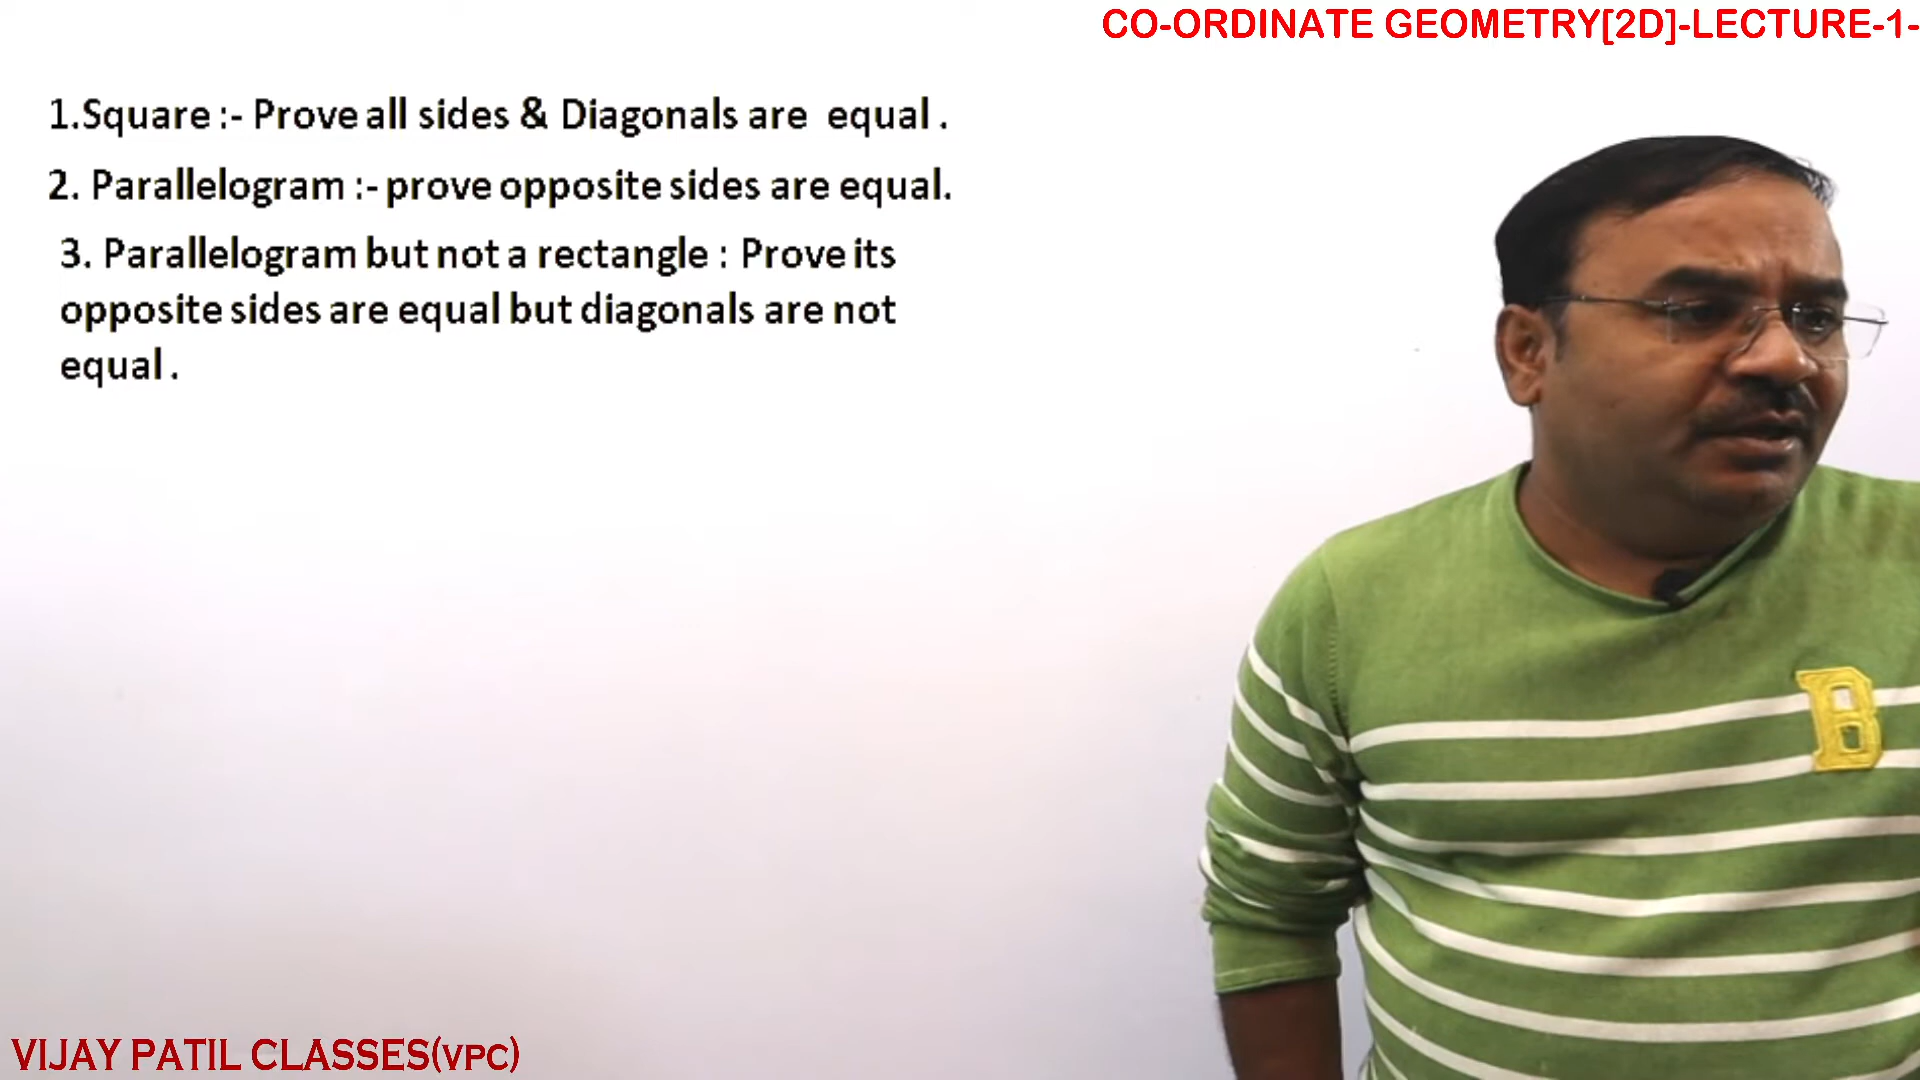 CO-ORDINATE GEOMETRY[2D]-LECTURE-1-
1.Square :- Prove all sides & Diagonals are equal .
2. Parallelogram :- prove opposite sides are equal.
3. Parallelogram but not a rectangle : Prove its
opposite sides are equal but diagonals are not
equal .
B
VIJAY PATIL CLASSES(VPC)